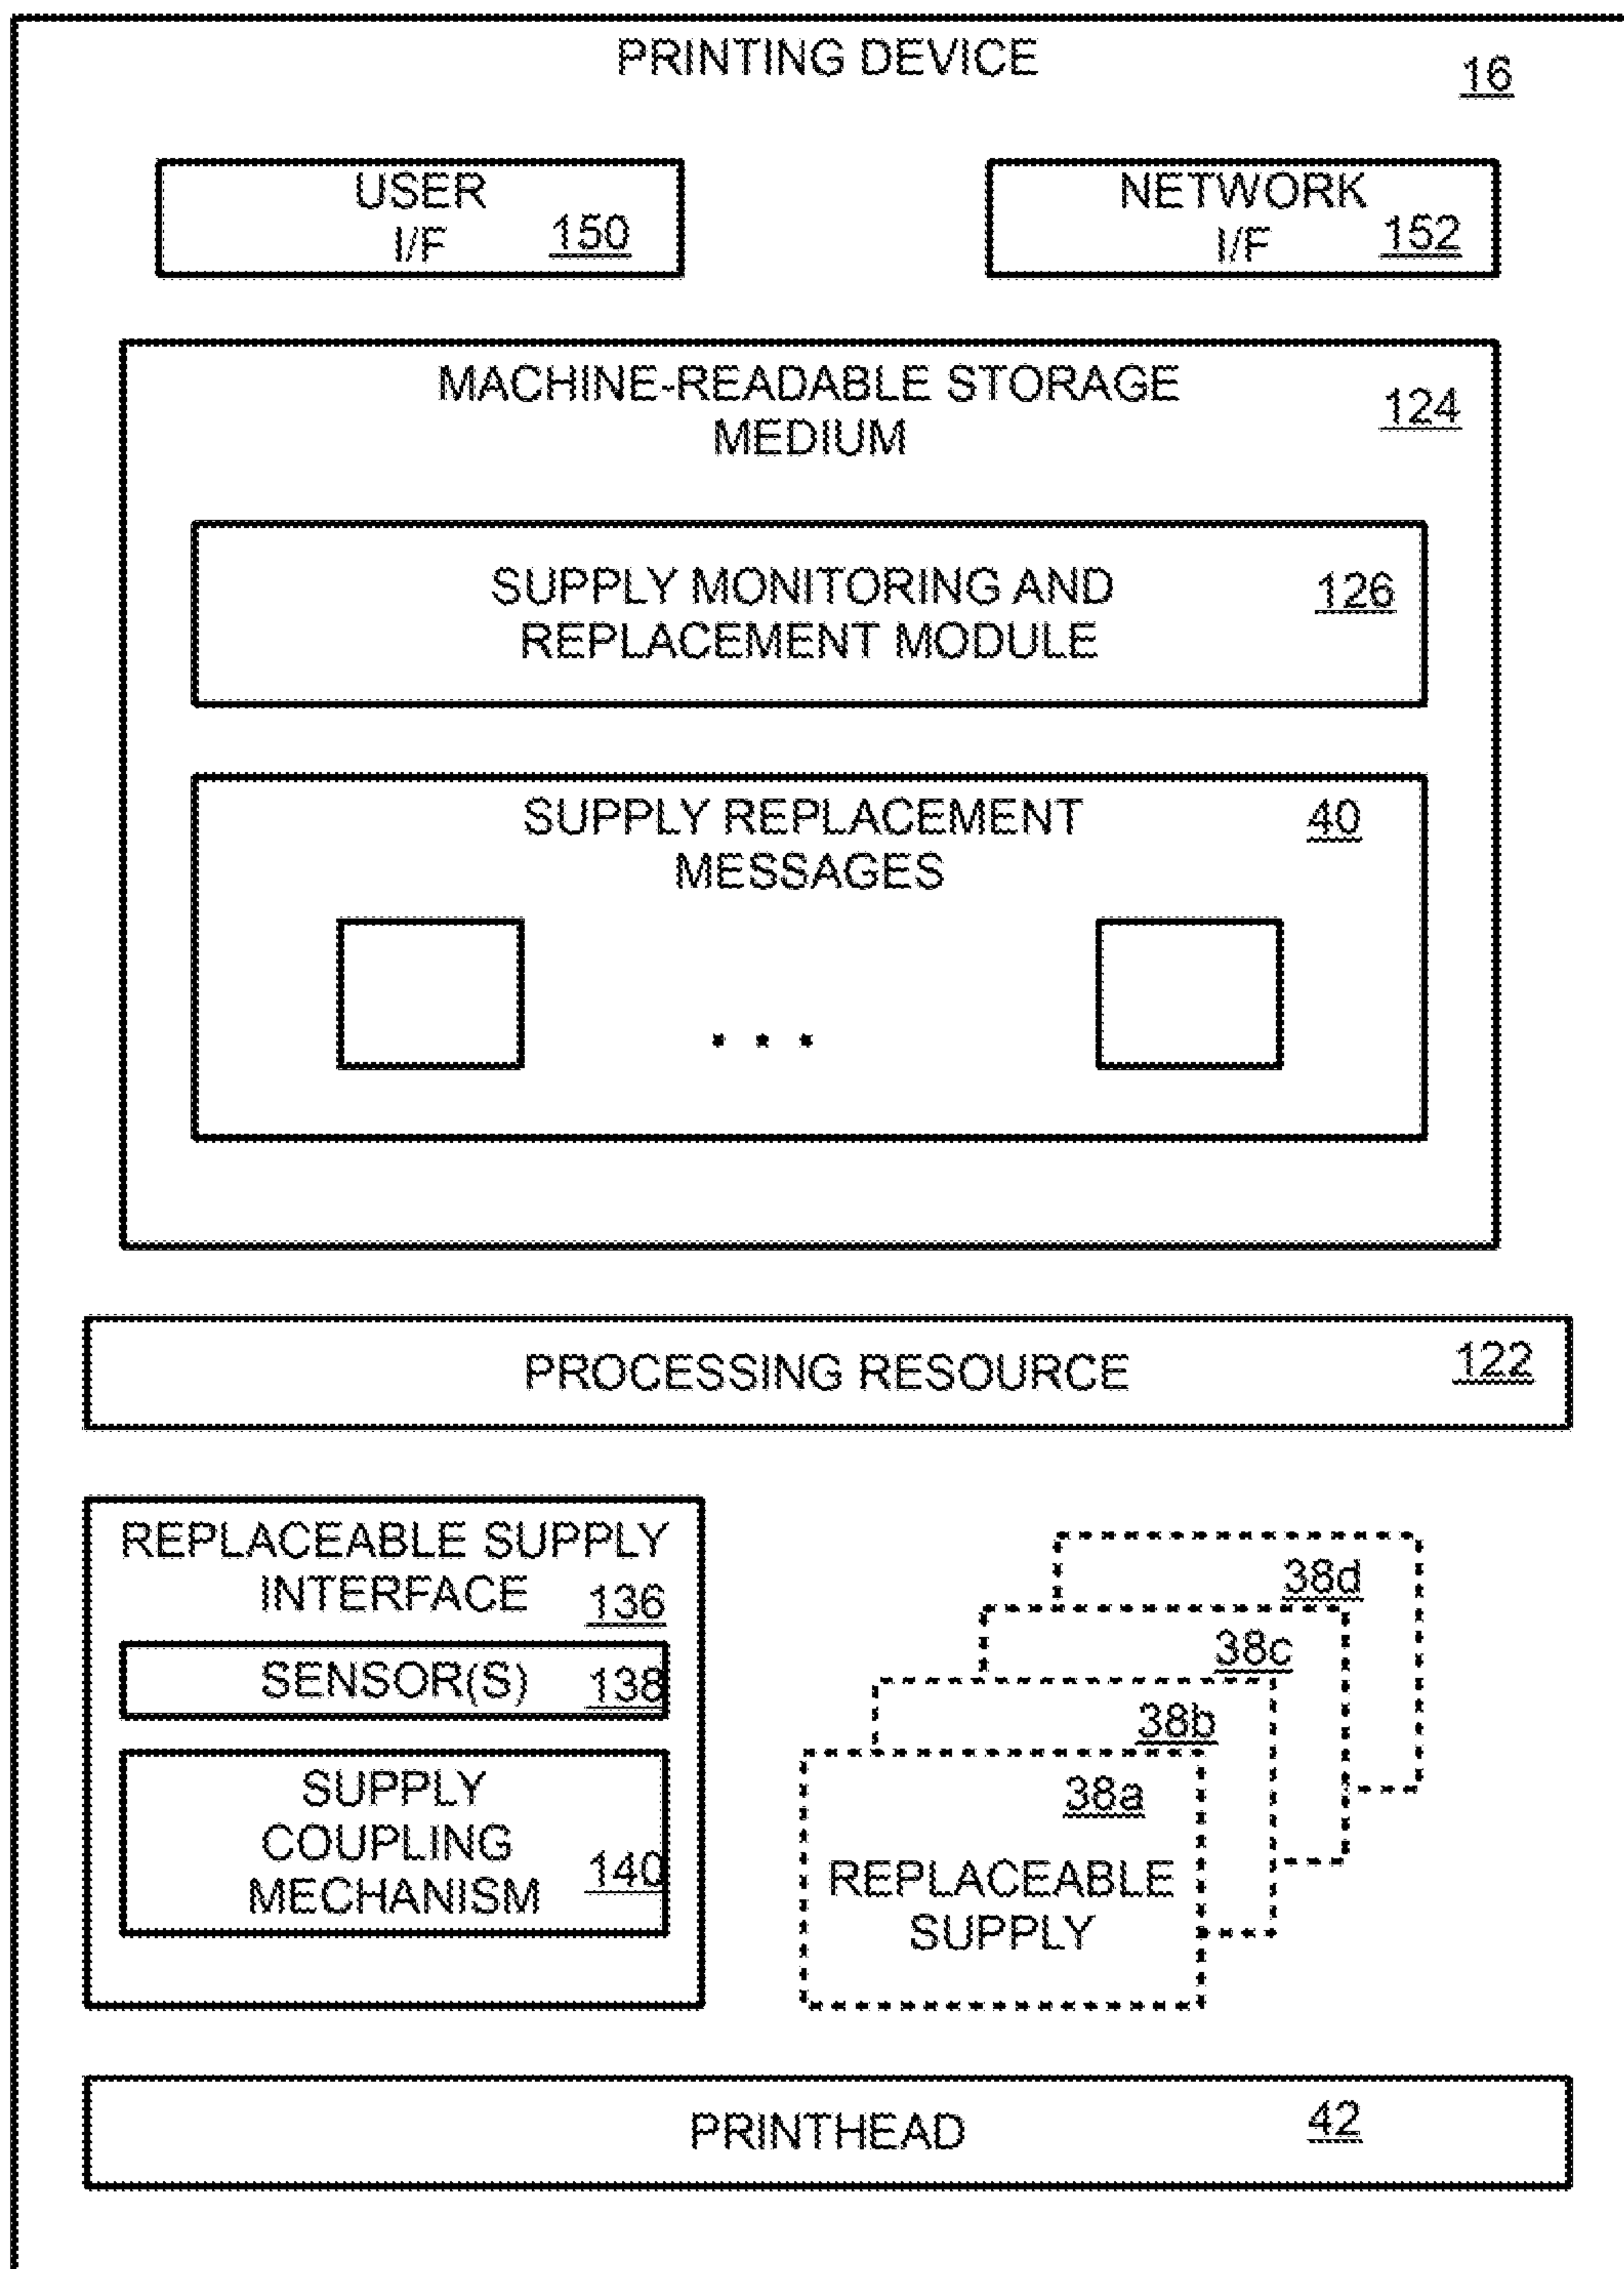 PRINTING DEVICE
16
USER
I/F 150
NETWORK
I/F 152
MACHINE-READABLE STORAGE
MEDIUM
124
SUPPLY MONITORING AND
REPLACEMENT MODULE
126
SUPPLY REPLACEMENT
MESSAGES
40
. . .
PROCESSING RESOURCE 122
REPLACEABLE SUPPLY
INTERFACE 136
SENSOR(S) 138
SUPPLY
COUPLING
MECHANISM
140
38d
38c
38b
38a
REPLACEABLE
SUPPLY
PRINTHEAD 42